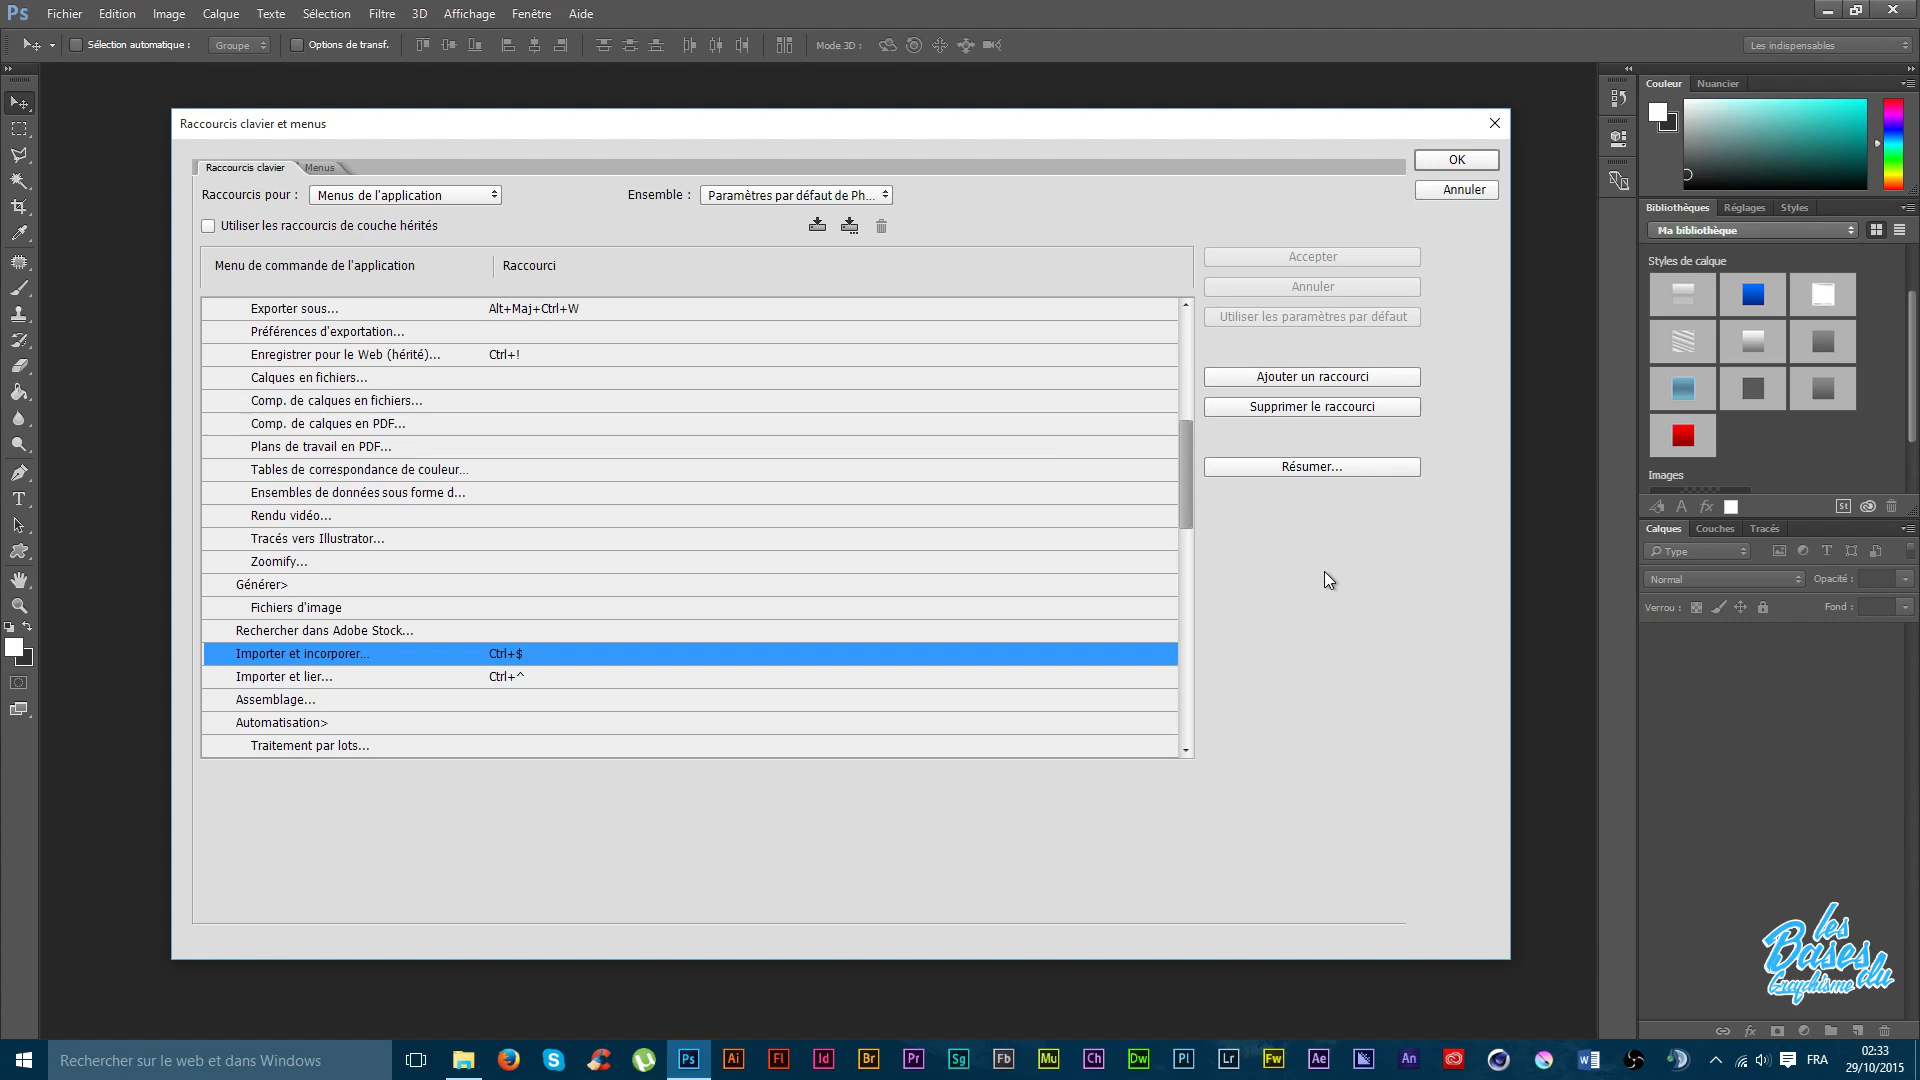 Ps Fichier Edition Image Calque Texte Sélection Filtre 3D Affichage Fenêtre Aide
Sélection automatique : Groupe Options de transf. Mode 3D : Les indispensables
Couleur Nuancier
Raccourcis clavier et menus
Raccourcis clavier Menus
OK
Annuler
Raccourcis pour : Menus de l'application Ensemble : Paramètres par défaut de Ph...
Utiliser les raccourcis de couche hérités
Menu de commande de l'application Raccourci
Accepter
Annuler
Utiliser les paramètres par défaut
Ajouter un raccourci
Supprimer le raccourci
Résumer...
Exporter sous... Alt+Maj+Ctrl+W
Préférences d'exportation...
Enregistrer pour le Web (hérité)... Ctrl+!
Calques en fichiers...
Comp. de calques en fichiers...
Comp. de calques en PDF...
Plans de travail en PDF...
Tables de correspondance de couleur...
Ensembles de données sous forme d...
Rendu vidéo...
Tracés vers Illustrator...
Zoomify...
Générer>
Fichiers d'image
Rechercher dans Adobe Stock...
Importer et incorporer... Ctrl+$
Importer et lier... Ctrl+^
Assemblage...
Automatisation>
Traitement par lots...
Bibliothèques Réglages Styles
Ma bibliothèque
Styles de calque
Images
A fx St
Calques Couches Tracés
Type T
Normal Opacité :
Verrou : Fond :
les
Bases du
Graphisme
fx
Rechercher sur le web et dans Windows
Ps Ai Fl Id Br Pr Sg Fb Mu Ch Dw Pl Lr Fw Ae An
FRA
02:33
29/10/2015